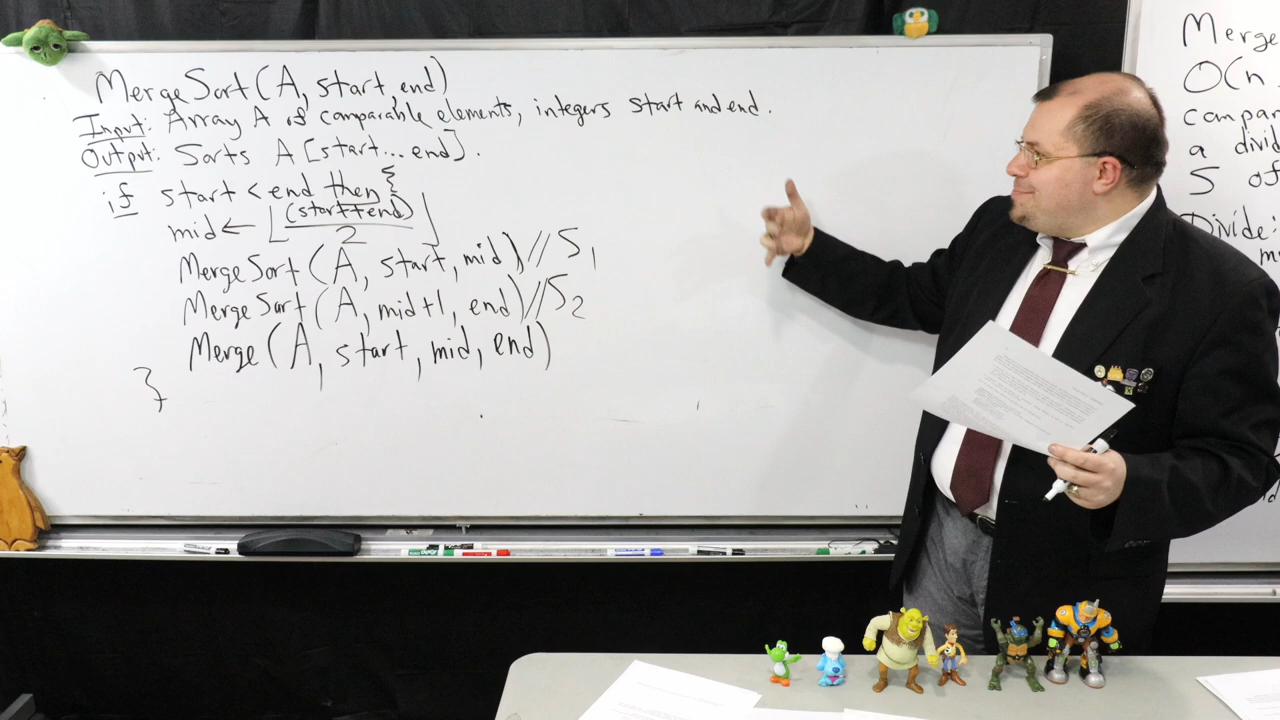 MergeSort(A, start, end)
Input: Array A of comparable elements, integers start and end.
Output: Sorts A[start...end].
if start < end then {
mid ← ⌊(start+end)/2⌋
MergeSort(A, start, mid) // S1
MergeSort(A, mid+1, end) // S2
Merge(A, start, mid, end)
}
Merge
O(n
compar
a divid
S of
Divide: